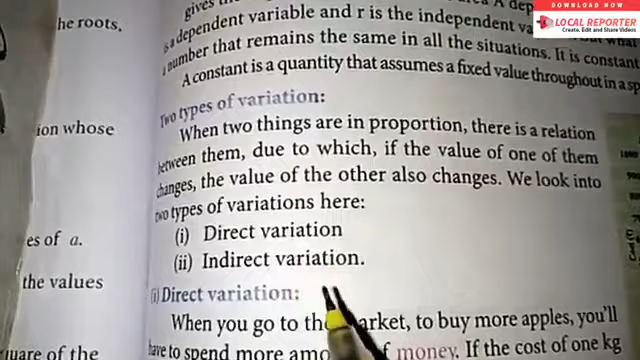 DOWNLOAD NOW
LOCAL REPORTER
Create, Edit and Share Videos
gives
is a dependent variable and r is the independent
number that remains the same in all the situations. It is constant
A constant is a quantity that assumes a fixed value throughout in a
Two types of variation:
When two things are in proportion, there is a relation
between them, due to which, if the value of one of them
changes, the value of the other also changes. We look into
two types of variations here:
(i) Direct variation
(ii) Indirect variation.
(i) Direct variation:
When you go to the market, to buy more apples, you'll
have to spend more of money. If the cost of one kg
he roots,
ion whose
es of a.
the values
quare of the